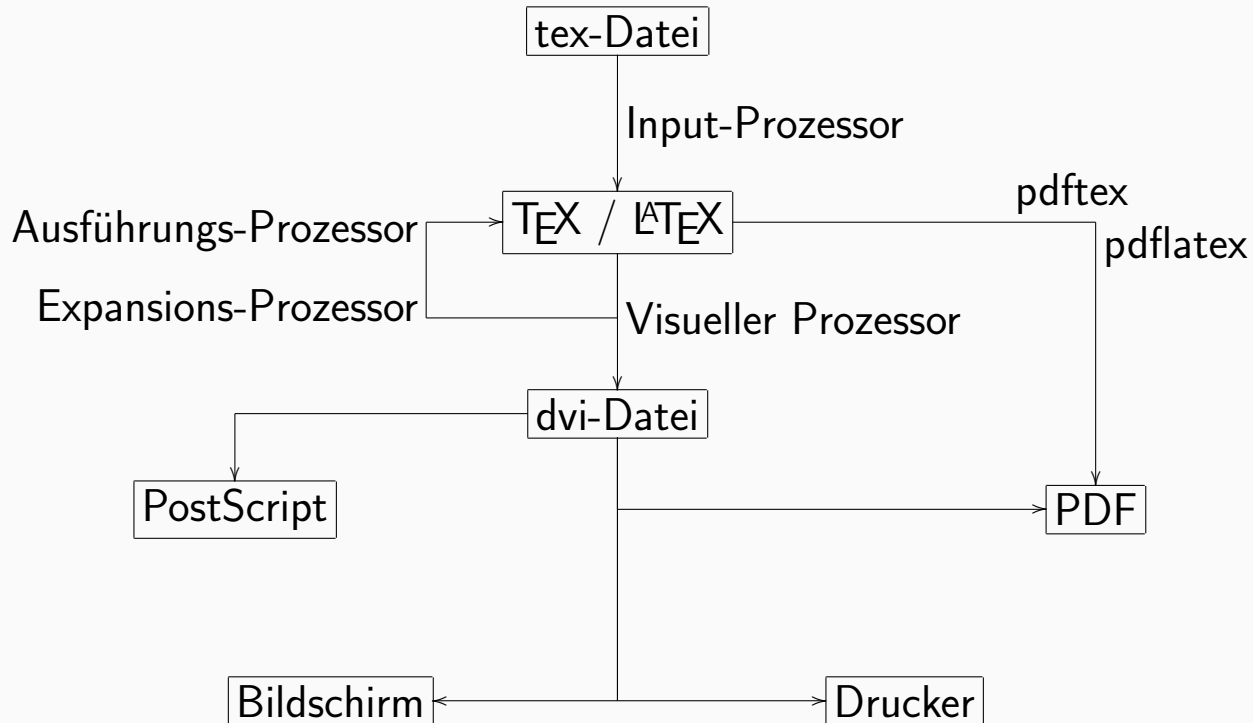 tex-Datei
Input-Prozessor
pdftex
TEX / LATEX
Ausführungs-Prozessor
pdflatex
Expansions-Prozessor
Visueller Prozessor
dvi-Datei
PostScript
PDF
Bildschirm
Drucker